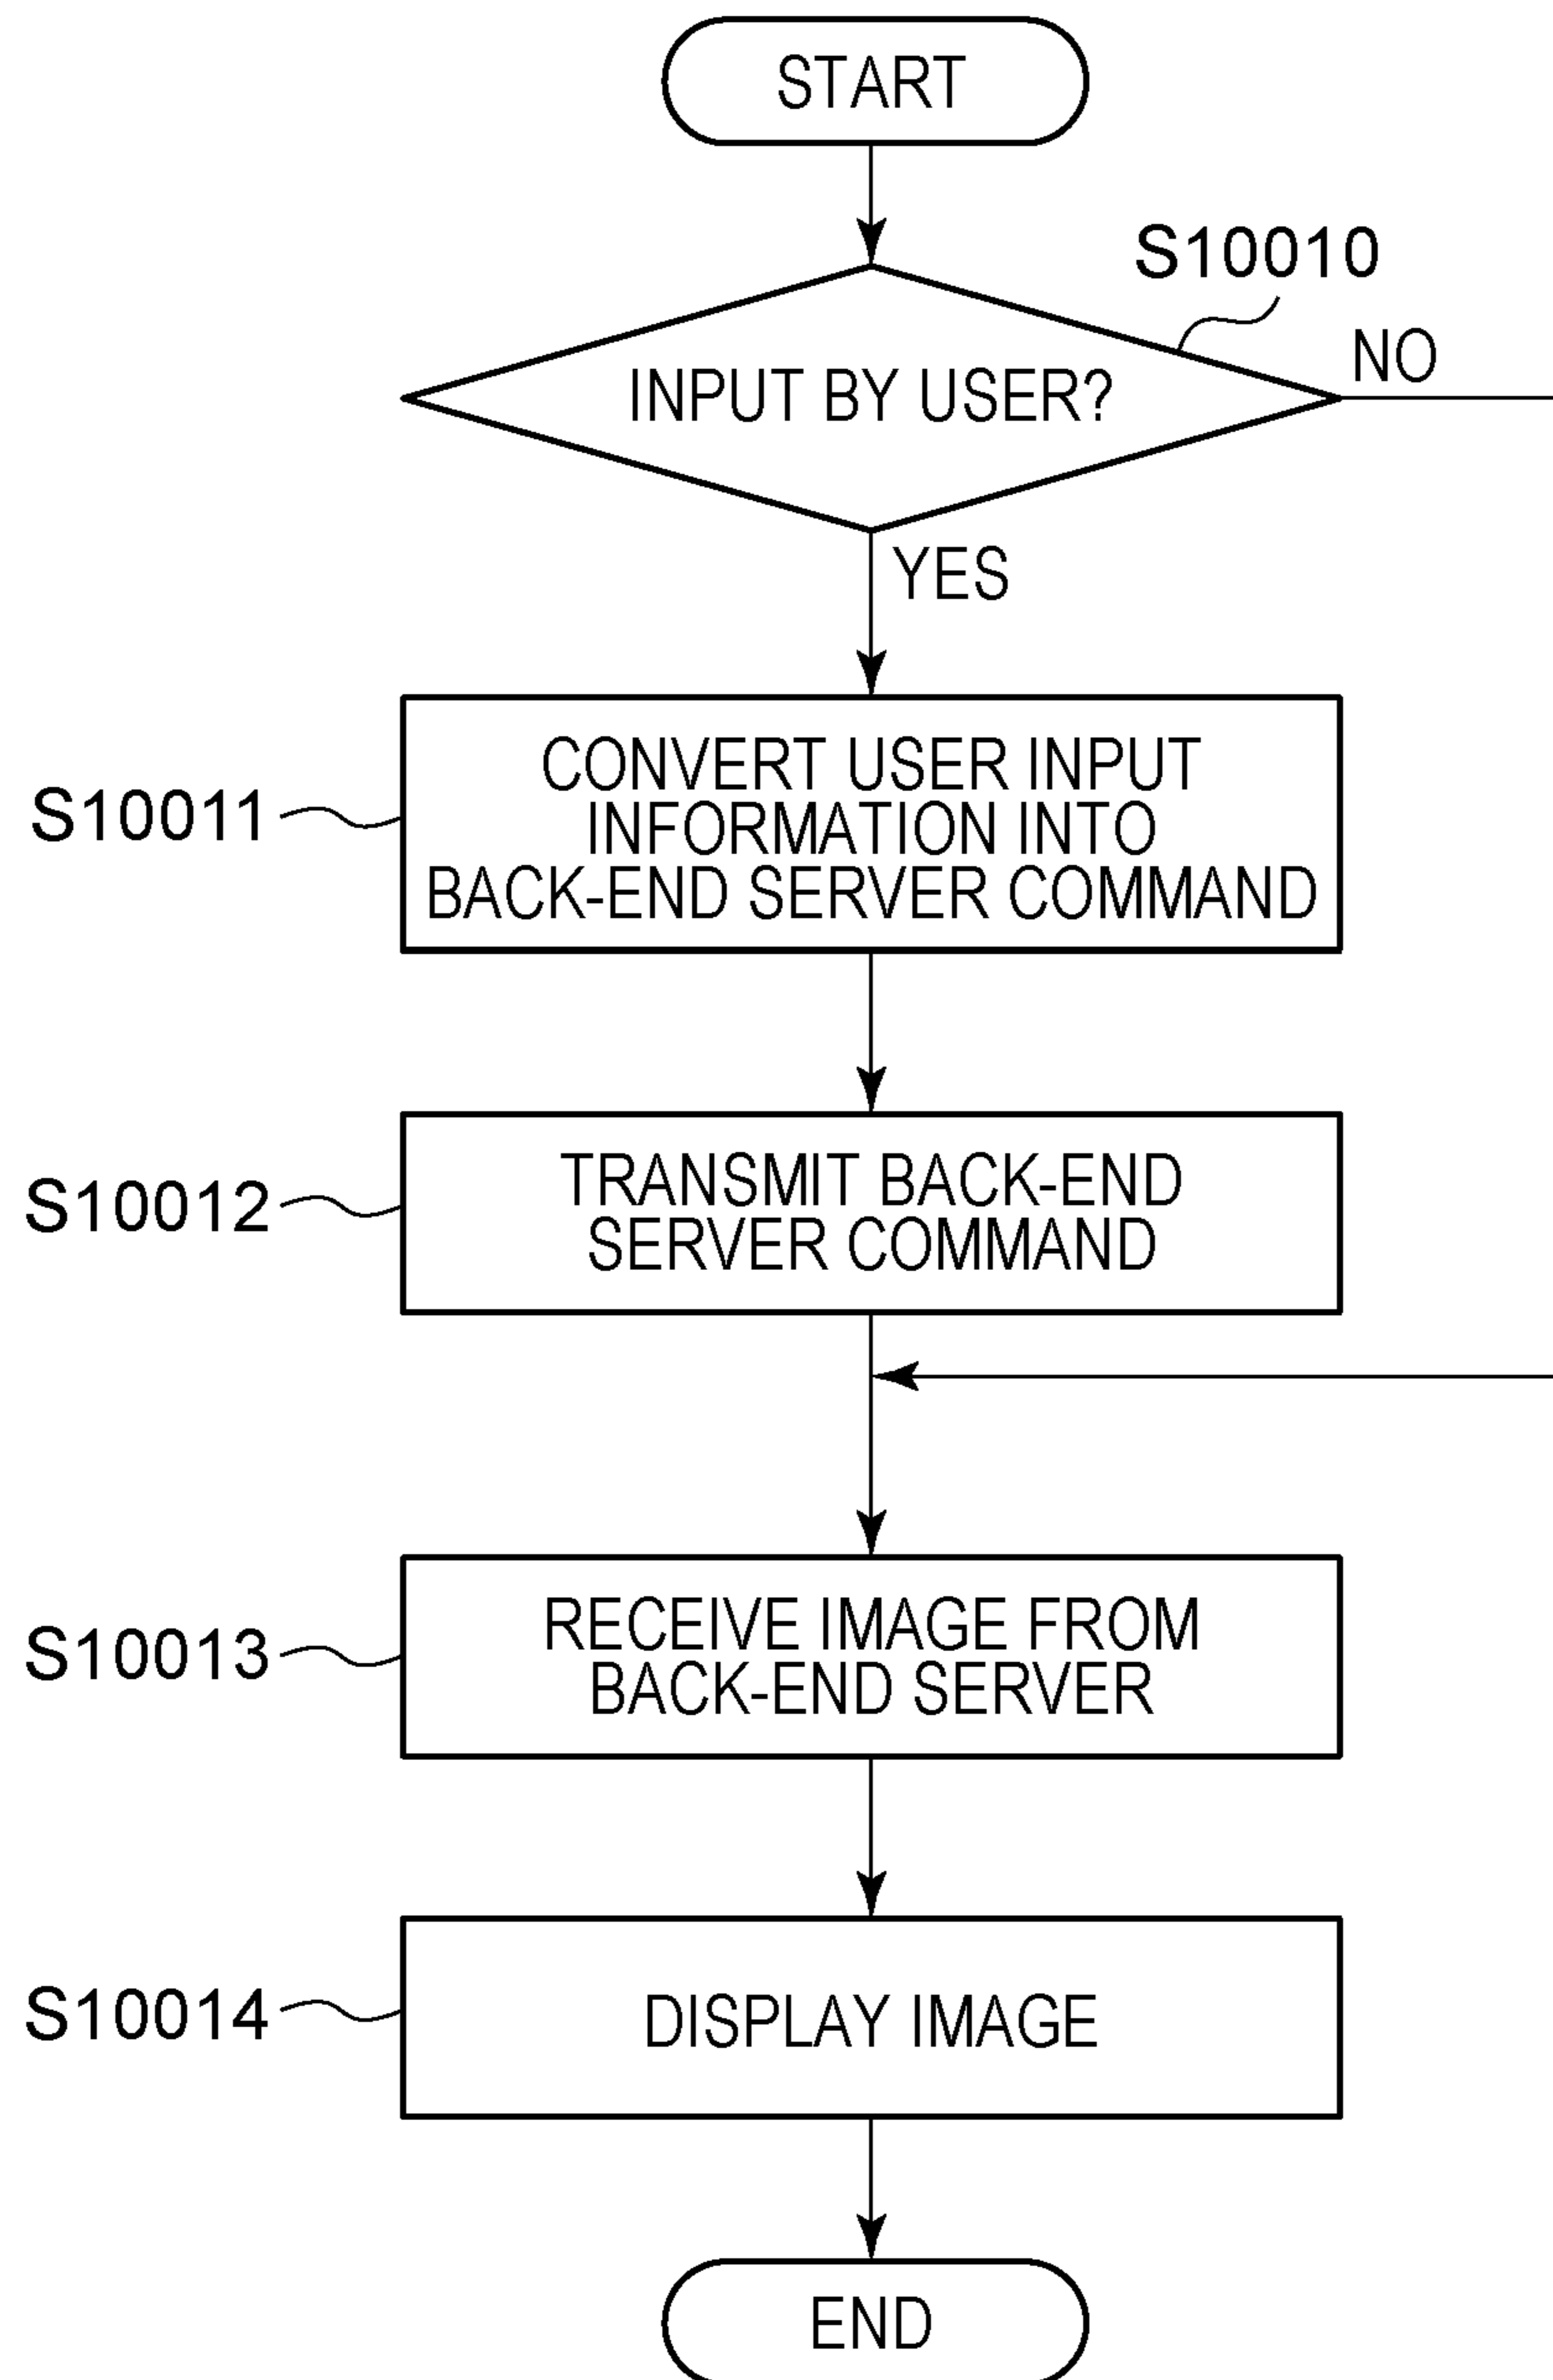 START
S10010
NO
INPUT BY USER?
YES
CONVERT USER INPUT
INFORMATION INTO
BACK-END SERVER COMMAND
S10011
TRANSMIT BACK-END
SERVER COMMAND
S10012
RECEIVE IMAGE FROM
BACK-END SERVER
S10013
DISPLAY IMAGE
S10014
END